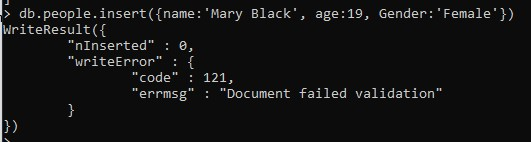 > db.people.insert({name:'Mary Black', age:19, Gender:'Female'})
WriteResult({
        "nInserted" : 0,
        "writeError" : {
                "code" : 121,
                "errmsg" : "Document failed validation"
        }
})
>